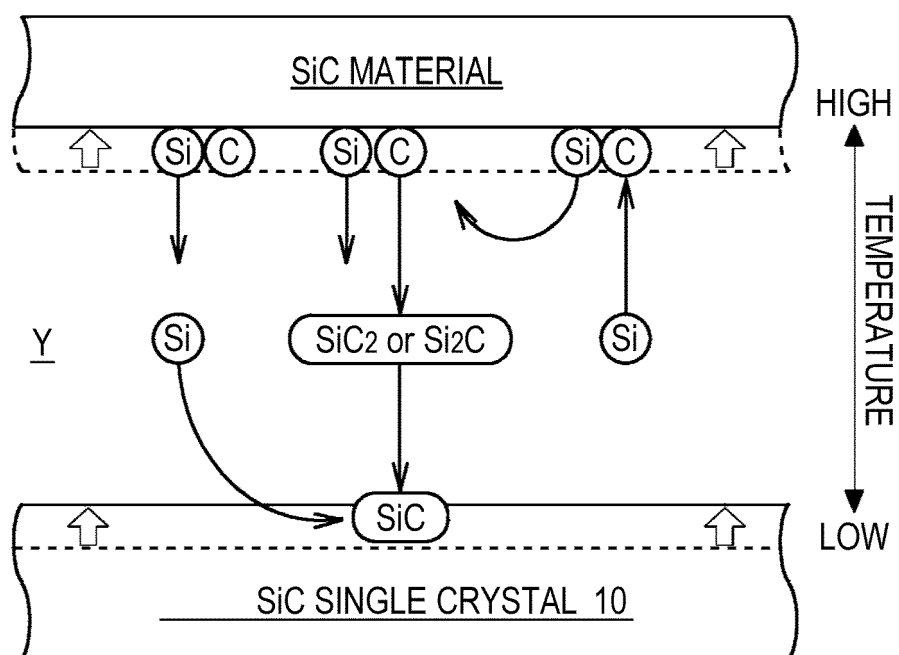 SiC MATERIAL
HIGH
Si C Si C Si C
TEMPERATURE
Y
Si
SiC2 or Si2C
Si
SiC
LOW
SiC SINGLE CRYSTAL 10